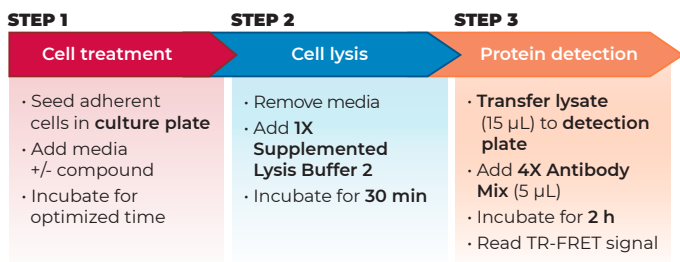 STEP 1
Cell treatment
· Seed adherent
cells in culture plate
· Add media
+/- compound
· Incubate for
optimized time
STEP 2
Cell lysis
· Remove media
· Add 1X
Supplemented
Lysis Buffer 2
· Incubate for 30 min
STEP 3
Protein detection
· Transfer lysate
(15 µL) to detection
plate
· Add 4X Antibody
Mix (5 µL)
· Incubate for 2 h
· Read TR-FRET signal